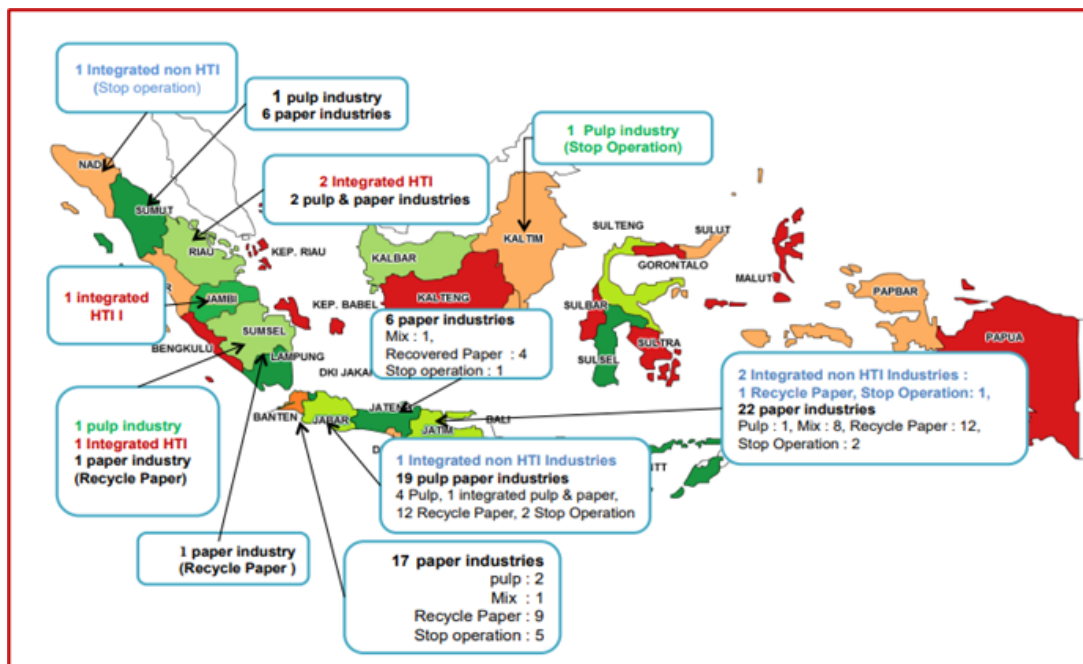 1 Integrated non HTI
(Stop operation)
1 pulp industry
6 paper industries
1 Pulp industry
(Stop Operation)
NAD
SUMUT
2 Integrated HTI
2 pulp & paper industries
RIAU
KEP. RIAU
KALBAR
KALTIM
SULTENG
SULUT
GORONTALO
MALUT
PAPBAR
1 integrated
HTI I
JAMBI
KEP. BABEL
KALTENG
SULBAR
PAPUA
SUMSEL
BENGKULU
LAMPUNG
SULSEL
SULTRA
6 paper industries
Mix : 1,
Recovered Paper : 4
Stop operation : 1
DKI JAKA
2 Integrated non HTI Industries :
1 Recycle Paper, Stop Operation: 1,
22 paper industries
Pulp : 1, Mix : 8, Recycle Paper : 12,
Stop Operation : 2
BANTEN
JABAR
JATENG
JATIM
BALI
1 pulp industry
1 Integrated HTI
1 paper industry
(Recycle Paper)
D
1 Integrated non HTI Industries
19 pulp paper industries
4 Pulp, 1 integrated pulp & paper,
12 Recycle Paper, 2 Stop Operation
NTT
1 paper industry
(Recycle Paper )
17 paper industries
pulp : 2
Mix : 1
Recycle Paper : 9
Stop operation : 5